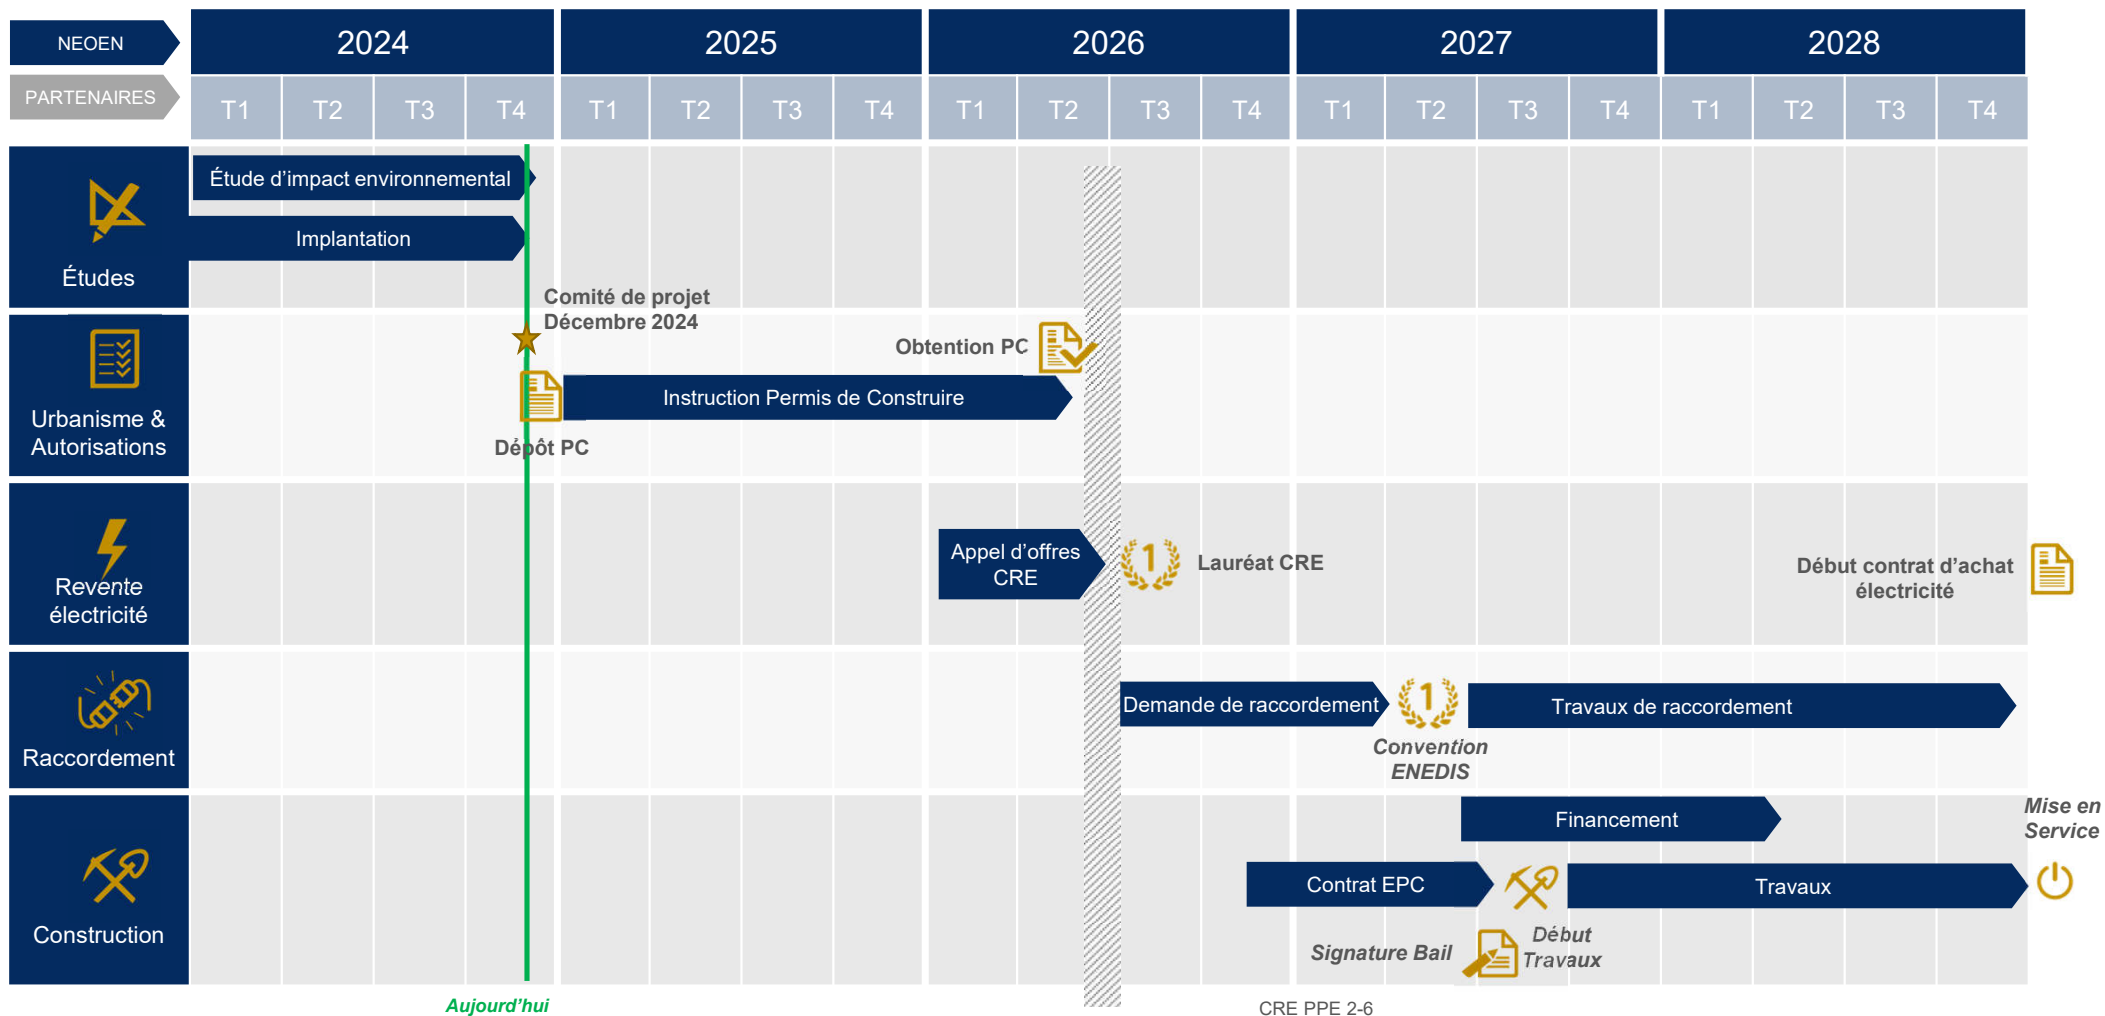 NEOEN
2024
2025
2026
2027
2028
PARTENAIRES
T1
T2
T3
T4
T1
T2
T3
T4
T1
T2
T3
T4
T1
T2
T3
T4
T1
T2
T3
T4
Études
Étude d’impact environnemental
Implantation
Urbanisme &
Autorisations
Comité de projet
Décembre 2024
Obtention PC
Instruction Permis de Construire
Dépôt PC
Revente
électricité
Appel d’offres
CRE
1
Lauréat CRE
Début contrat d’achat
électricité
Raccordement
Demande de raccordement
1
Convention
ENEDIS
Travaux de raccordement
Construction
Financement
Mise en
Service
Contrat EPC
Travaux
Signature Bail
Début
Travaux
Aujourd’hui
CRE PPE 2-6